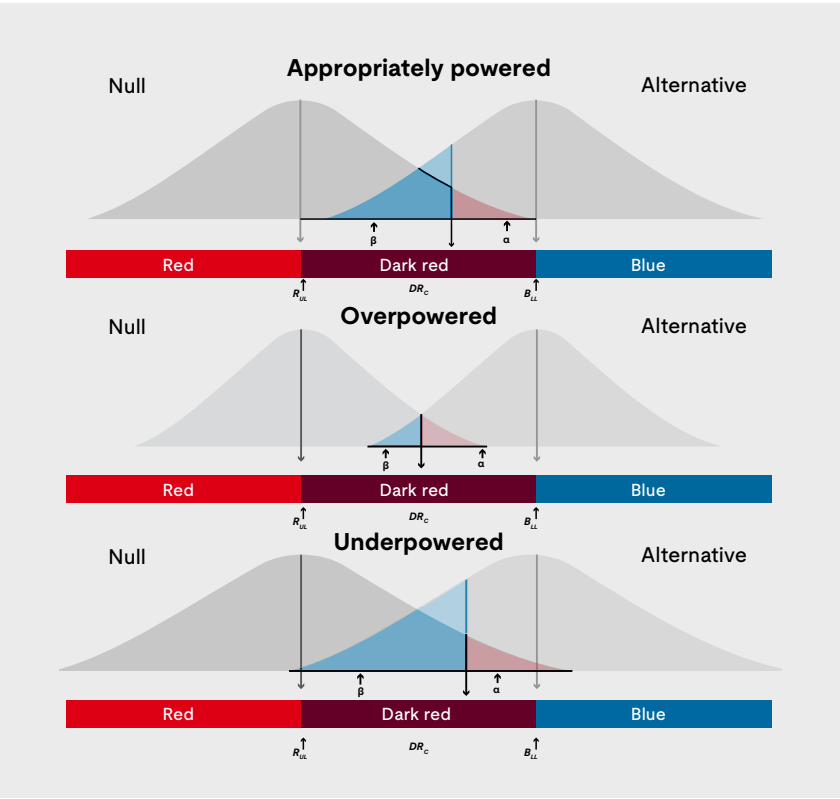 Appropriately powered
Null
Alternative
β
α
Red
Dark red
Blue
R_UL
DR_C
B_LL
Overpowered
Null
Alternative
β
α
Red
Dark red
Blue
R_UL
DR_C
B_LL
Underpowered
Null
Alternative
β
α
Red
Dark red
Blue
R_UL
DR_C
B_LL